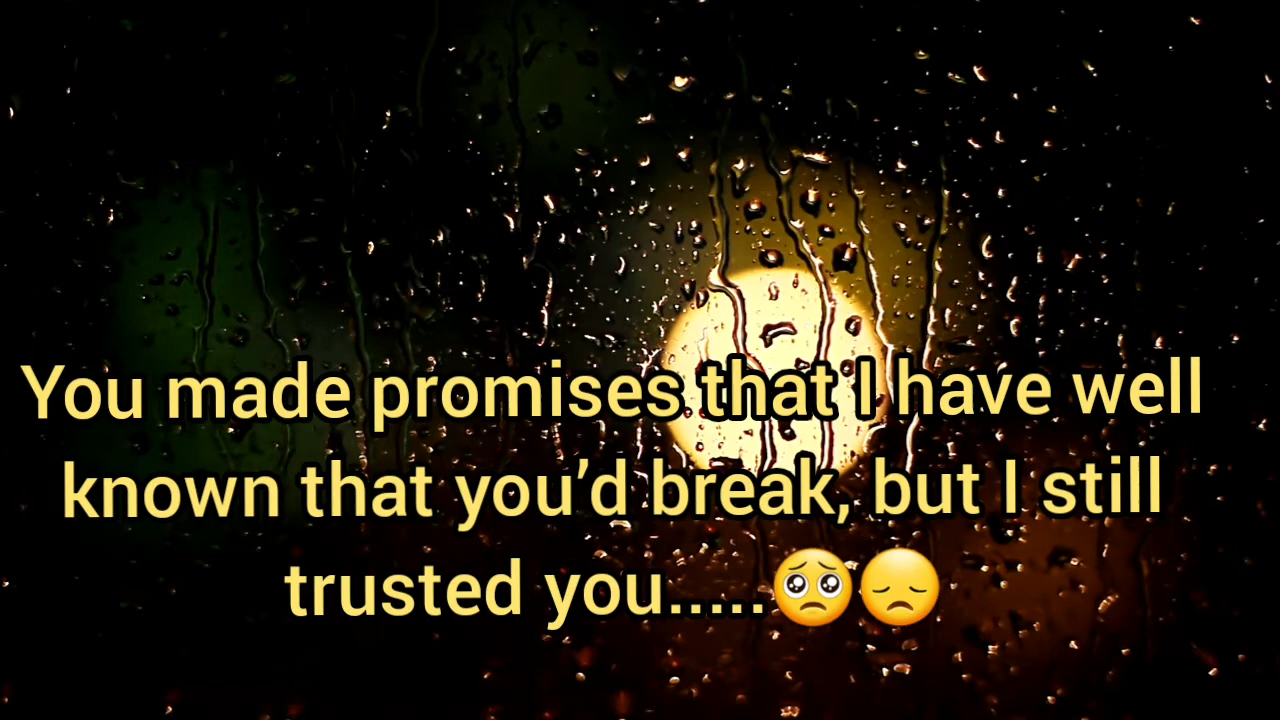 You made promises that I have well
known that you’d break, but I still
trusted you.....🥺😞